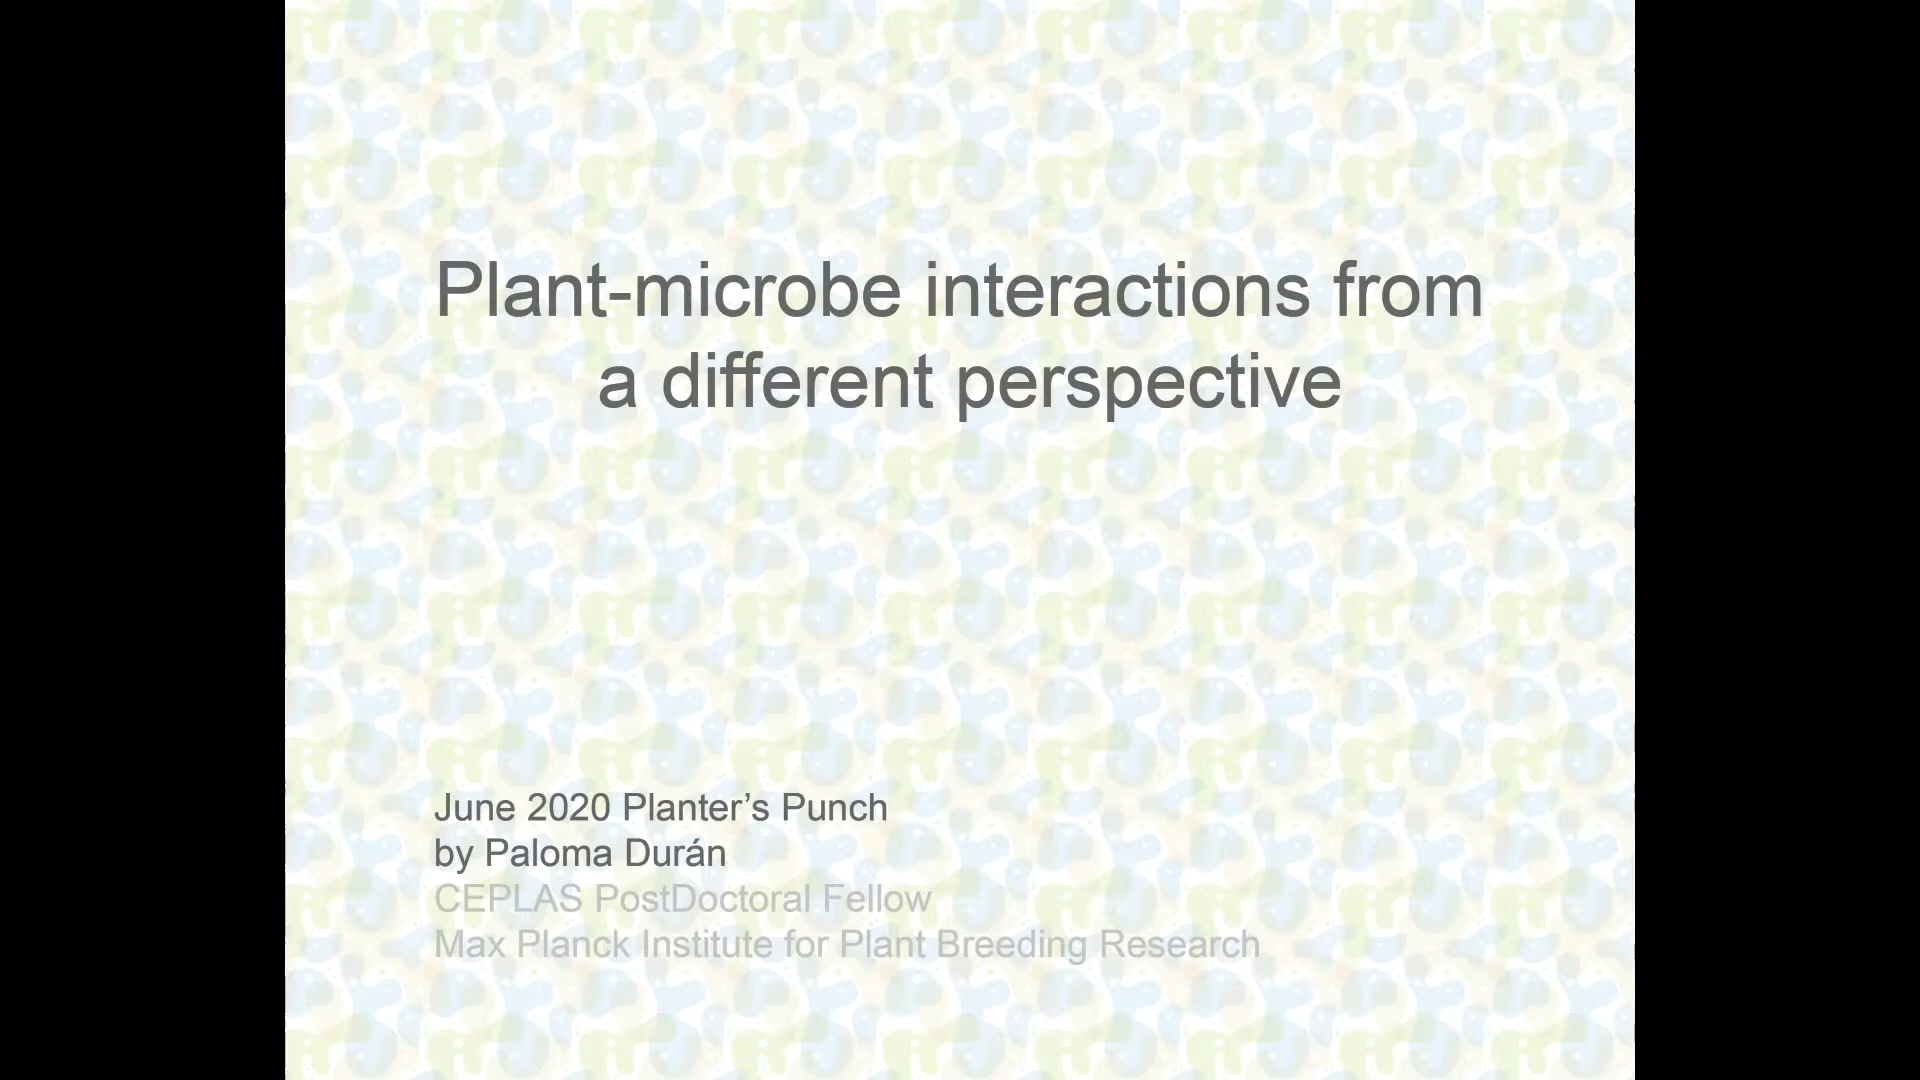 Plant-microbe interactions from
a different perspective
June 2020 Planter’s Punch
by Paloma Durán
CEPLAS PostDoctoral Fellow
Max Planck Institute for Plant Breeding Research